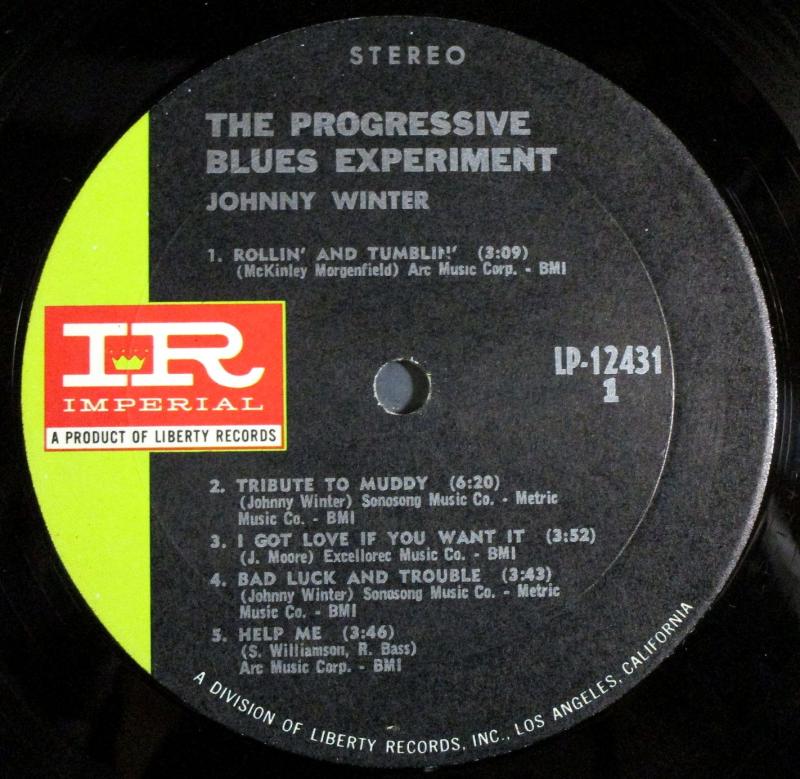 STEREO
THE PROGRESSIVE
BLUES EXPERIMENT
JOHNNY WINTER
1. ROLLIN' AND TUMBLIN' (3:09)
(McKinley Morgenfield) Arc Music Corp. - BMI
IR
IMPERIAL
A PRODUCT OF LIBERTY RECORDS
LP-12431
1
2. TRIBUTE TO MUDDY (6:20)
(Johnny Winter) Sonosong Music Co. - Metric
Music Co. - BMI
3. I GOT LOVE IF YOU WANT IT (3:52)
(J. Moore) Excellorec Music Co. - BMI
4. BAD LUCK AND TROUBLE (3:43)
(Johnny Winter) Sonosong Music Co. - Metric
Music Co. - BMI
5. HELP ME (3:46)
(S. Williamson, R. Bass)
Arc Music Corp. - BMI
A DIVISION OF LIBERTY RECORDS, INC., LOS ANGELES, CALIFORNIA